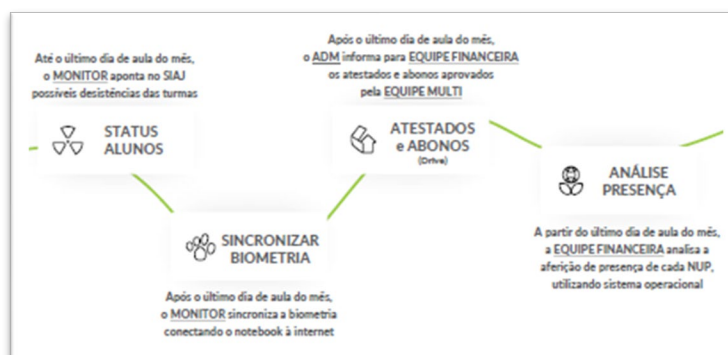 Até o último dia de aula do mês,
o MONITOR aponta no SIAJ
possíveis desistências das turmas
STATUS
ALUNOS
SINCRONIZAR
BIOMETRIA
Após o último dia de aula do mês,
o MONITOR sincroniza a biometria
conectando o notebook à internet
Após o último dia de aula do mês,
o ADM informa para EQUIPE FINANCEIRA
os atestados e abonos aprovados
pela EQUIPE MULTI
ATESTADOS
e ABONOS
(Drive)
ANÁLISE
PRESENÇA
A partir do último dia de aula do mês,
a EQUIPE FINANCEIRA analisa a
aferição de presença de cada NUP,
utilizando sistema operacional